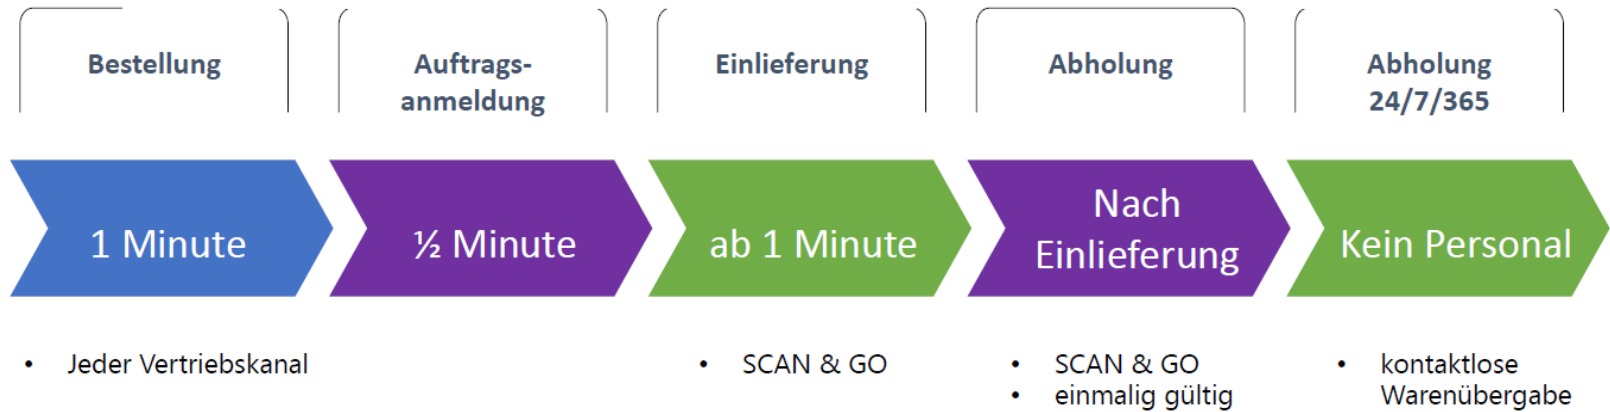 Bestellung
Auftrags-
anmeldung
Einlieferung
Abholung
Abholung
24/7/365
1 Minute
½ Minute
ab 1 Minute
Nach
Einlieferung
Kein Personal
• Jeder Vertriebskanal
• SCAN & GO
• SCAN & GO
• einmalig gültig
• kontaktlose
Warenübergabe